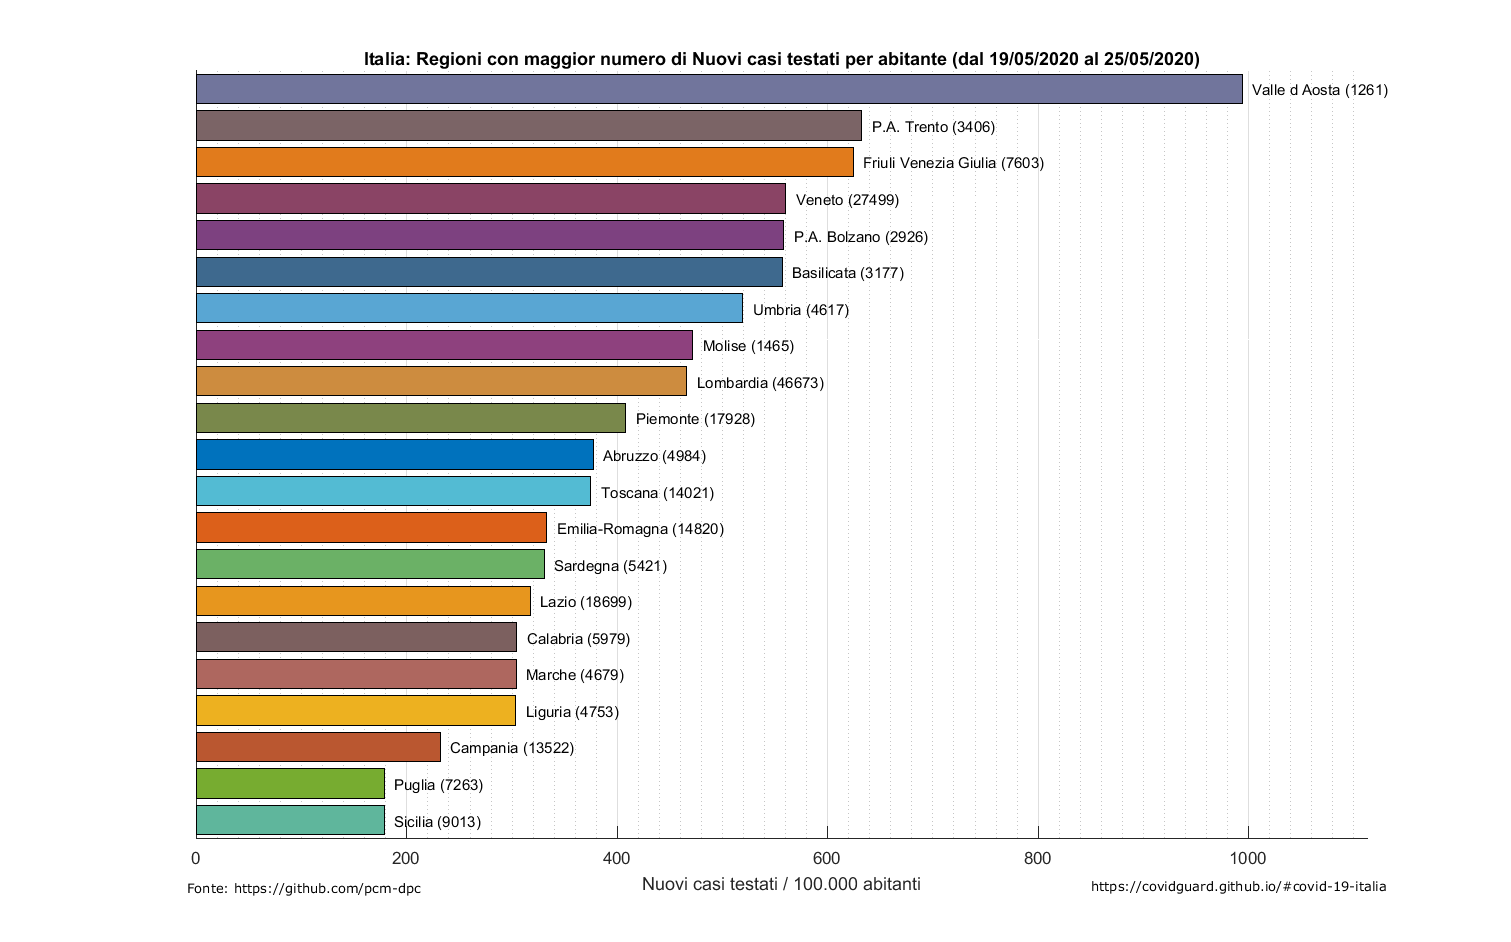 Italia: Regioni con maggior numero di Nuovi casi testati per abitante (dal 19/05/2020 al 25/05/2020)
Valle d Aosta (1261)
P.A. Trento (3406)
Friuli Venezia Giulia (7603)
Veneto (27499)
P.A. Bolzano (2926)
Basilicata (3177)
Umbria (4617)
Molise (1465)
Lombardia (46673)
Piemonte (17928)
Abruzzo (4984)
Toscana (14021)
Emilia-Romagna (14820)
Sardegna (5421)
Lazio (18699)
Calabria (5979)
Marche (4679)
Liguria (4753)
Campania (13522)
Puglia (7263)
Sicilia (9013)
0 200 400 600 800 1000
Nuovi casi testati / 100.000 abitanti
Fonte: https://github.com/pcm-dpc
https://covidguard.github.io/#covid-19-italia